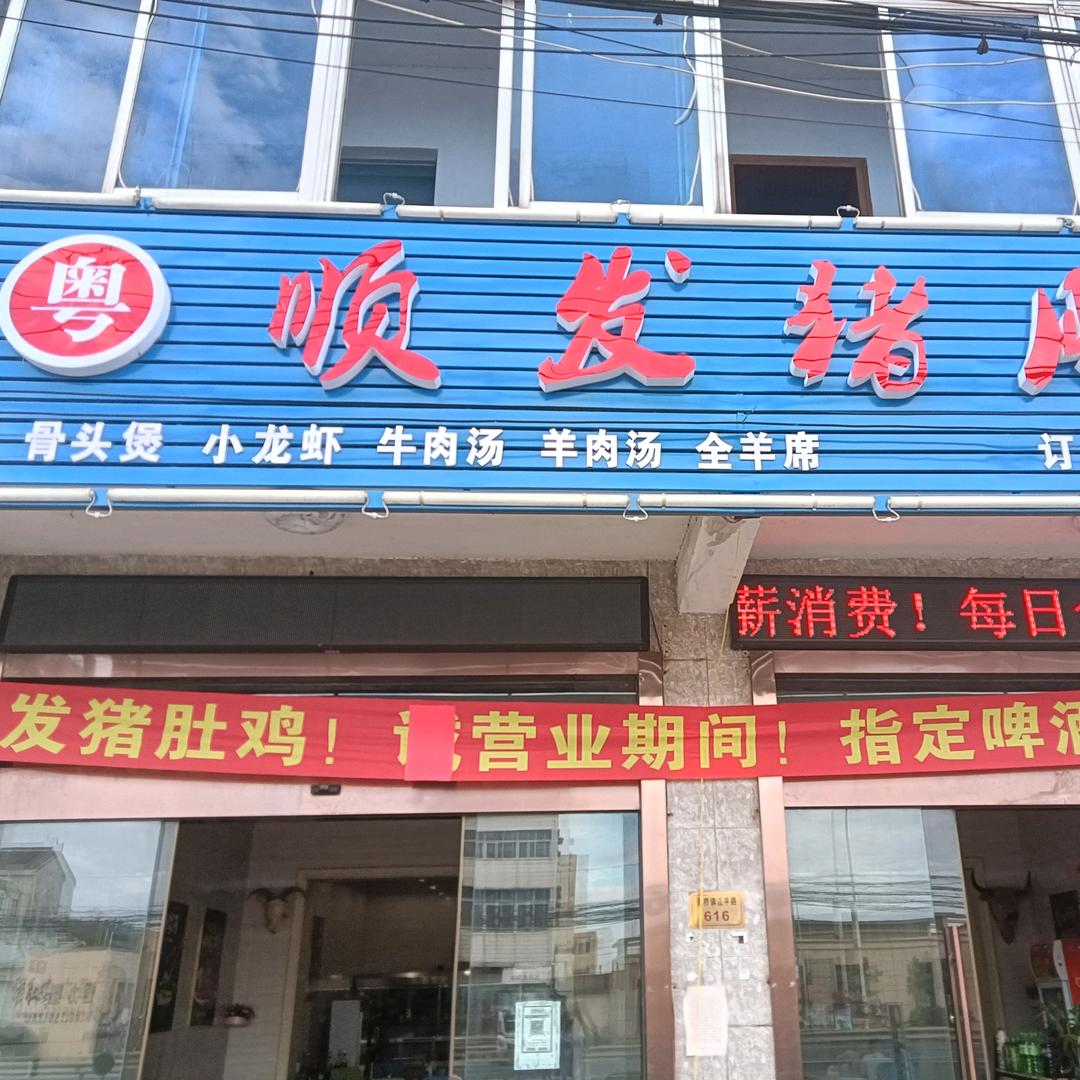 粤
顺发猪
骨头煲 小龙虾 牛肉汤 羊肉汤 全羊席 订
薪消费！每日
发猪肚鸡！ 营业期间！指定啤酒
616